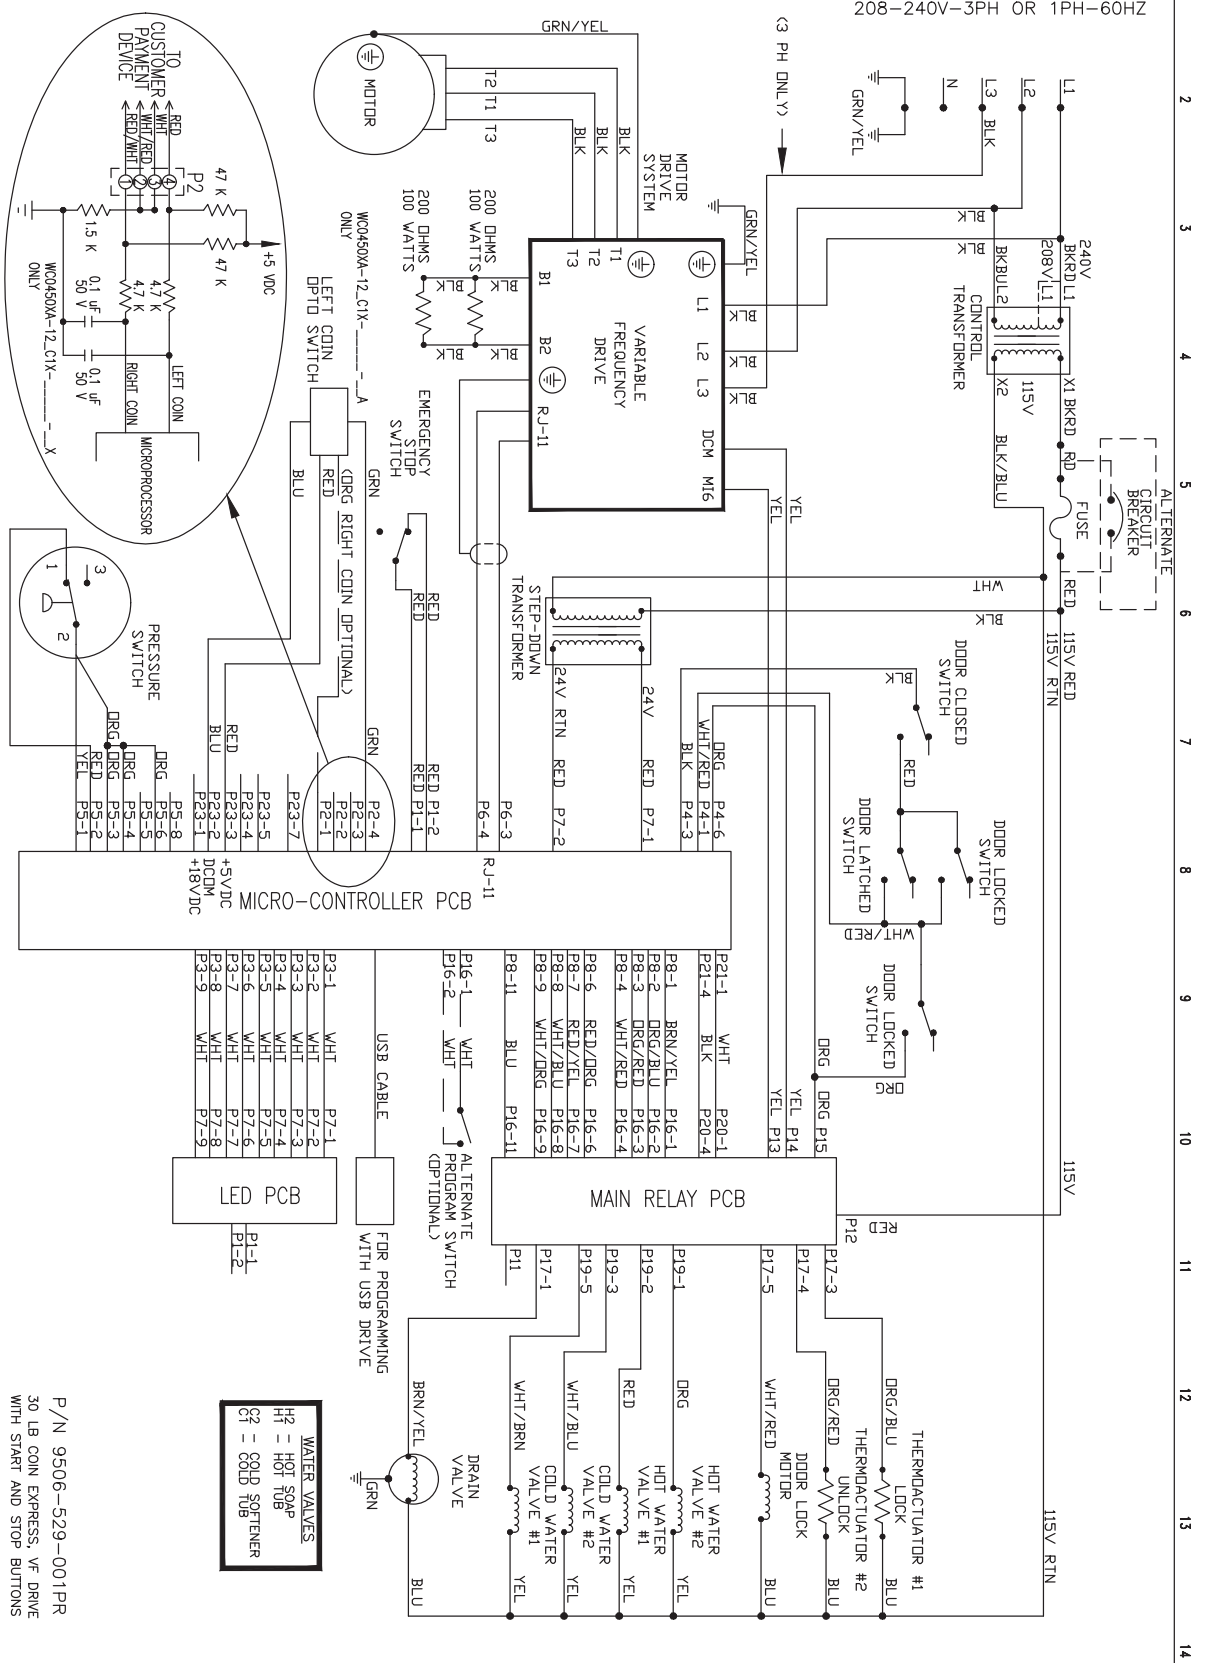 208-240V-3PH OR 1PH-60HZ
2
3
4
5
6
7
8
9
10
11
12
13
14
L1
L2
L3
N
BLK
GRN/YEL
(3 PH ONLY)
BLK
BLK
240V
208V
L1
BKRD L1
BKBU L2
CONTROL
TRANSFORMER
115V
X1 BKRD
X2
BLK/BLU
RD
FUSE
ALTERNATE
CIRCUIT
BREAKER
RED
WHT
BLK
115V RED
115V RTN
115V
115V RTN
GRN/YEL
MOTOR
T2
T1
T3
BLK
BLK
BLK
MOTOR
DRIVE
SYSTEM
GRN/YEL
T1
T2
T3
L1
L2
L3
BLK
BLK
BLK
VARIABLE
FREQUENCY
DRIVE
B1
B2
RJ-11
DCM
MI6
YEL
YEL
200 OHMS
100 WATTS
200 OHMS
100 WATTS
BLK
BLK
BLK
BLK
WC0450XA-12_C1X-_____-_A
ONLY
LEFT COIN
OPTO SWITCH
GRN
(ORG RIGHT COIN OPTIONAL)
RED
BLU
EMERGENCY
STOP
SWITCH
RED
RED
STEP-DOWN
TRANSFORMER
24V RTN
24V
DOOR CLOSED
SWITCH
BLK
RED
DOOR LOCKED
SWITCH
DOOR LATCHED
SWITCH
WHT/RED
DOOR LOCKED
SWITCH
ORG
ORG
TO
CUSTOMER
PAYMENT
DEVICE
RED
WHT
WHT/RED
RED/WHT
P2
4
3
2
1
47 K
47 K
+5 VDC
1.5 K
4.7 K
4.7 K
0.1 uF
50 V
0.1 uF
50 V
LEFT COIN
RIGHT COIN
MICROPROCESSOR
WC0450XA-12_C1X-_____-_X
ONLY
PRESSURE
SWITCH
1
2
3
ORG
YEL P5-1
RED P5-2
ORG P5-3
ORG P5-4
P5-5
ORG P5-6
P5-8
P23-1
BLU P23-2
RED P23-3
P23-4
P23-5
P23-7
P2-1
P2-2
P2-3
GRN P2-4
RED P1-1
RED P1-2
P6-4
P6-3
RED P7-2
RED P7-1
BLK P4-3
WHT/RED P4-1
ORG P4-6
+18VDC
DCOM
+5VDC
RJ-11
MICRO-CONTROLLER PCB
P3-1 WHT P7-1
P3-2 WHT P7-2
P3-3 WHT P7-3
P3-4 WHT P7-4
P3-5 WHT P7-5
P3-6 WHT P7-6
P3-7 WHT P7-7
P3-8 WHT P7-8
P3-9 WHT P7-9
USB CABLE
P16-1 WHT
P16-2 WHT
P8-11 BLU P16-11
P8-9 WHT/ORG P16-9
P8-8 WHT/BLU P16-8
P8-7 RED/YEL P16-7
P8-6 RED/ORG P16-6
P8-4 WHT/RED P16-4
P8-3 ORG/RED P16-3
P8-2 ORG/BLU P16-2
P8-1 BRN/YEL P16-1
P21-4 BLK P20-4
P21-1 WHT P20-1
YEL P13
YEL P14
ORG P15
LED PCB
P1-1
P1-2
FOR PROGRAMMING
WITH USB DRIVE
ALTERNATE
PROGRAM SWITCH
(OPTIONAL)
MAIN RELAY PCB
P12
RED
P11
P17-1
P19-5
P19-3
P19-2
P19-1
P17-5
P17-4
P17-3
BRN/YEL
DRAIN
VALVE
GRN
BLU
WHT/BRN
COLD WATER
VALVE #1
YEL
WHT/BLU
COLD WATER
VALVE #2
YEL
RED
HOT WATER
VALVE #1
YEL
ORG
HOT WATER
VALVE #2
YEL
WHT/RED
DOOR LOCK
MOTOR
BLU
ORG/RED
THERMOACTUATOR #2
UNLOCK
BLU
ORG/BLU
THERMOACTUATOR #1
LOCK
BLU
WATER VALVES
H2 - HOT SOAP
H1 - HOT TUB
C2 - COLD SOFTENER
C1 - COLD TUB
P/N 9506-529-001PR
30 LB COIN EXPRESS, VF DRIVE
WITH START AND STOP BUTTONS